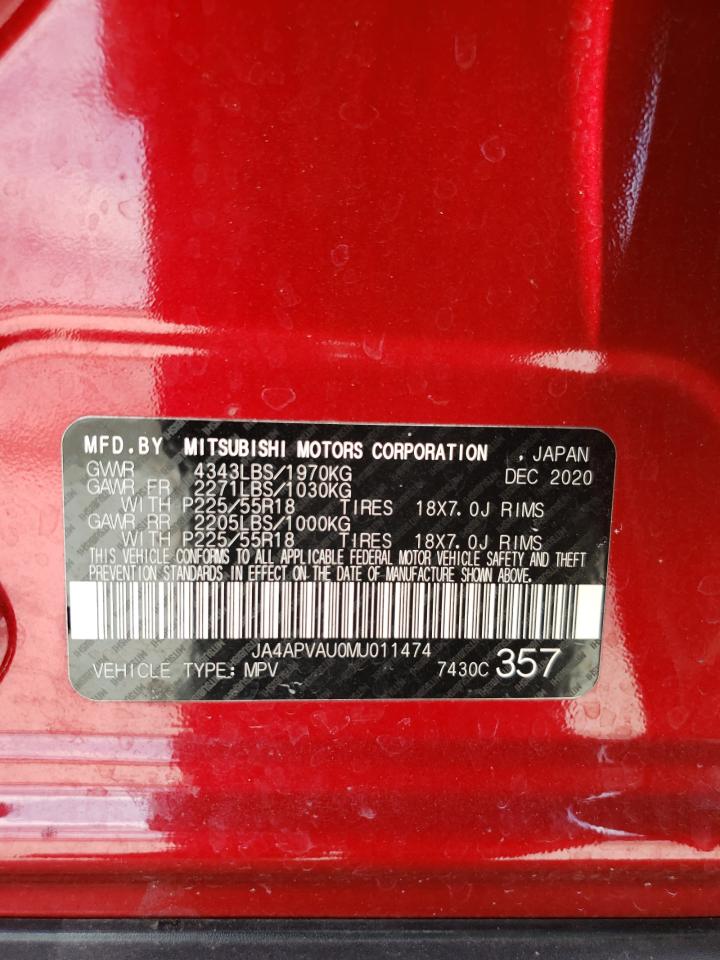 MFD.BY MITSUBISHI MOTORS CORPORATION , JAPAN
GVWR 4343LBS/1970KG DEC 2020
GAWR FR 2271LBS/1030KG
WITH P225/55R18 TIRES 18X7.0J RIMS
GAWR RR 2205LBS/1000KG
WITH P225/55R18 TIRES 18X7.0J RIMS
THIS VEHICLE CONFORMS TO ALL APPLICABLE FEDERAL MOTOR VEHICLE SAFETY AND THEFT
PREVENTION STANDARDS IN EFFECT ON THE DATE OF MANUFACTURE SHOWN ABOVE.
JA4APVAU0MU011474
VEHICLE TYPE: MPV 7430C 357